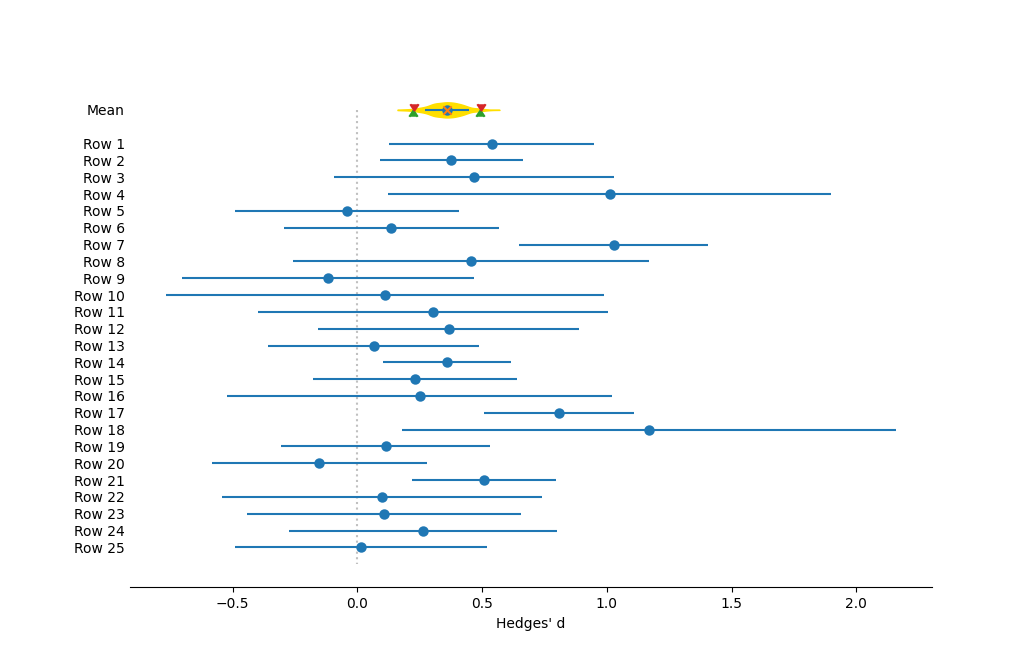 Mean
Row 1
Row 2
Row 3
Row 4
Row 5
Row 6
Row 7
Row 8
Row 9
Row 10
Row 11
Row 12
Row 13
Row 14
Row 15
Row 16
Row 17
Row 18
Row 19
Row 20
Row 21
Row 22
Row 23
Row 24
Row 25
−0.5 0.0 0.5 1.0 1.5 2.0
Hedges' d